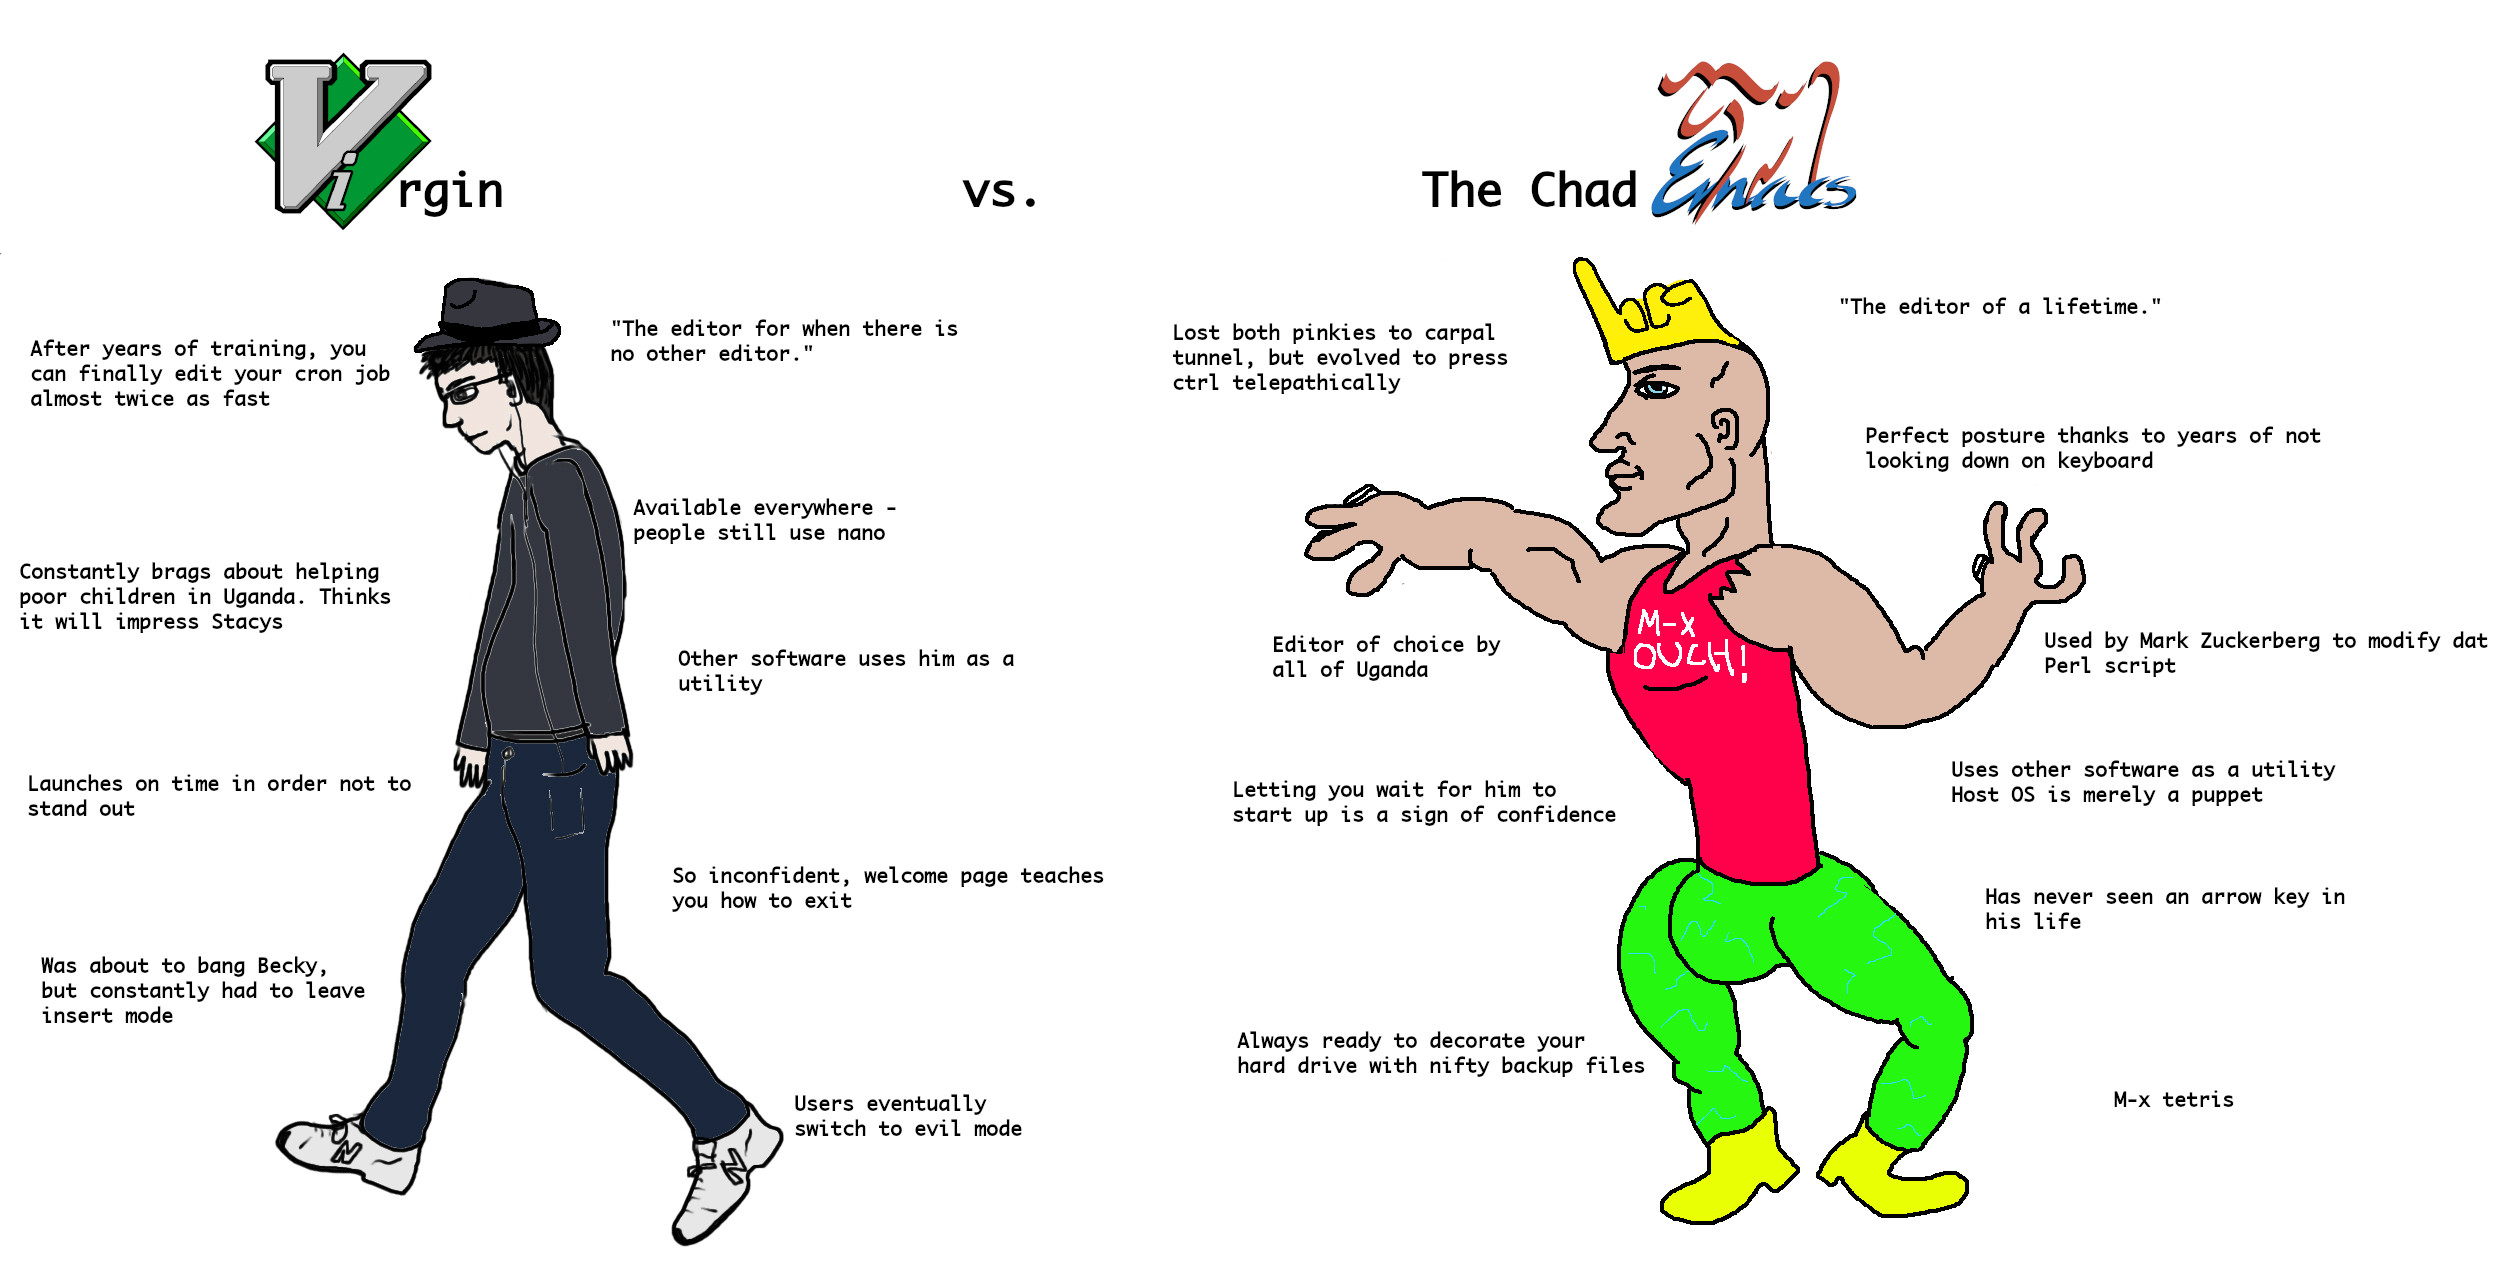 Virgin
vs.
The Chad Emacs
After years of training, you
can finally edit your cron job
almost twice as fast
"The editor for when there is
no other editor."
Available everywhere -
people still use nano
Constantly brags about helping
poor children in Uganda. Thinks
it will impress Stacys
Other software uses him as a
utility
Launches on time in order not to
stand out
So inconfident, welcome page teaches
you how to exit
Was about to bang Becky,
but constantly had to leave
insert mode
Users eventually
switch to evil mode
Lost both pinkies to carpal
tunnel, but evolved to press
ctrl telepathically
"The editor of a lifetime."
Perfect posture thanks to years of not
looking down on keyboard
M-x
OUCH!
Editor of choice by
all of Uganda
Used by Mark Zuckerberg to modify dat
Perl script
Letting you wait for him to
start up is a sign of confidence
Uses other software as a utility
Host OS is merely a puppet
Has never seen an arrow key in
his life
Always ready to decorate your
hard drive with nifty backup files
M-x tetris
N
N